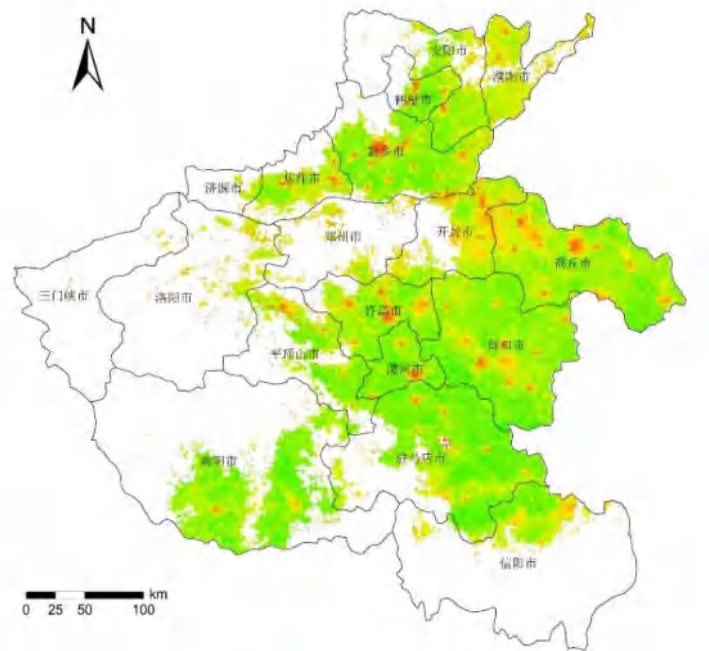 N
安阳市
濮阳市
鹤壁市
新乡市
济源市
焦作市
郑州市
开封市
商丘市
三门峡市
洛阳市
许昌市
平顶山市
周口市
漯河市
南阳市
驻马店市
信阳市
km
0 25 50 100